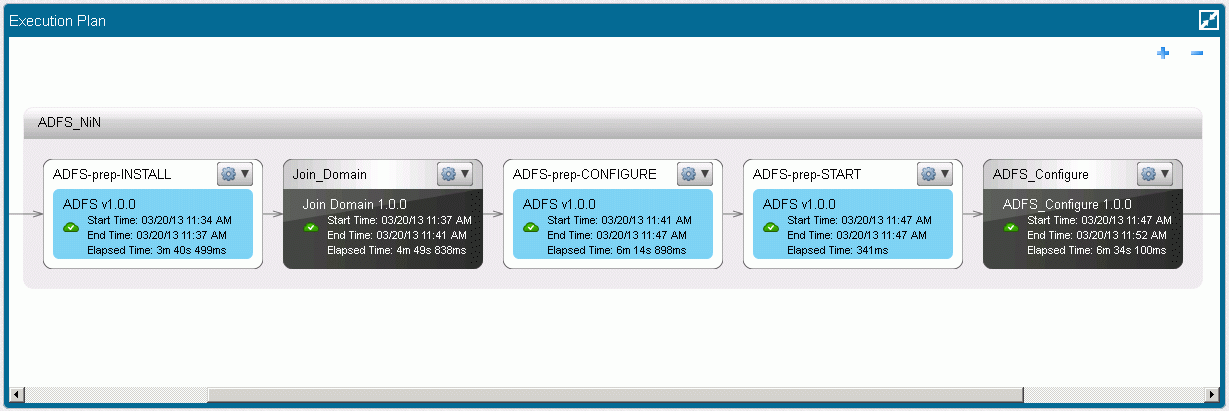 Execution Plan
ADFS_NiN
ADFS-prep-INSTALL
ADFS v1.0.0
Start Time: 03/20/13 11:34 AM
End Time: 03/20/13 11:37 AM
Elapsed Time: 3m 40s 499ms
Join_Domain
Join Domain 1.0.0
Start Time: 03/20/13 11:37 AM
End Time: 03/20/13 11:41 AM
Elapsed Time: 4m 49s 838ms
ADFS-prep-CONFIGURE
ADFS v1.0.0
Start Time: 03/20/13 11:41 AM
End Time: 03/20/13 11:47 AM
Elapsed Time: 6m 14s 898ms
ADFS-prep-START
ADFS v1.0.0
Start Time: 03/20/13 11:47 AM
End Time: 03/20/13 11:47 AM
Elapsed Time: 341ms
ADFS_Configure
ADFS_Configure 1.0.0
Start Time: 03/20/13 11:47 AM
End Time: 03/20/13 11:52 AM
Elapsed Time: 6m 34s 100ms